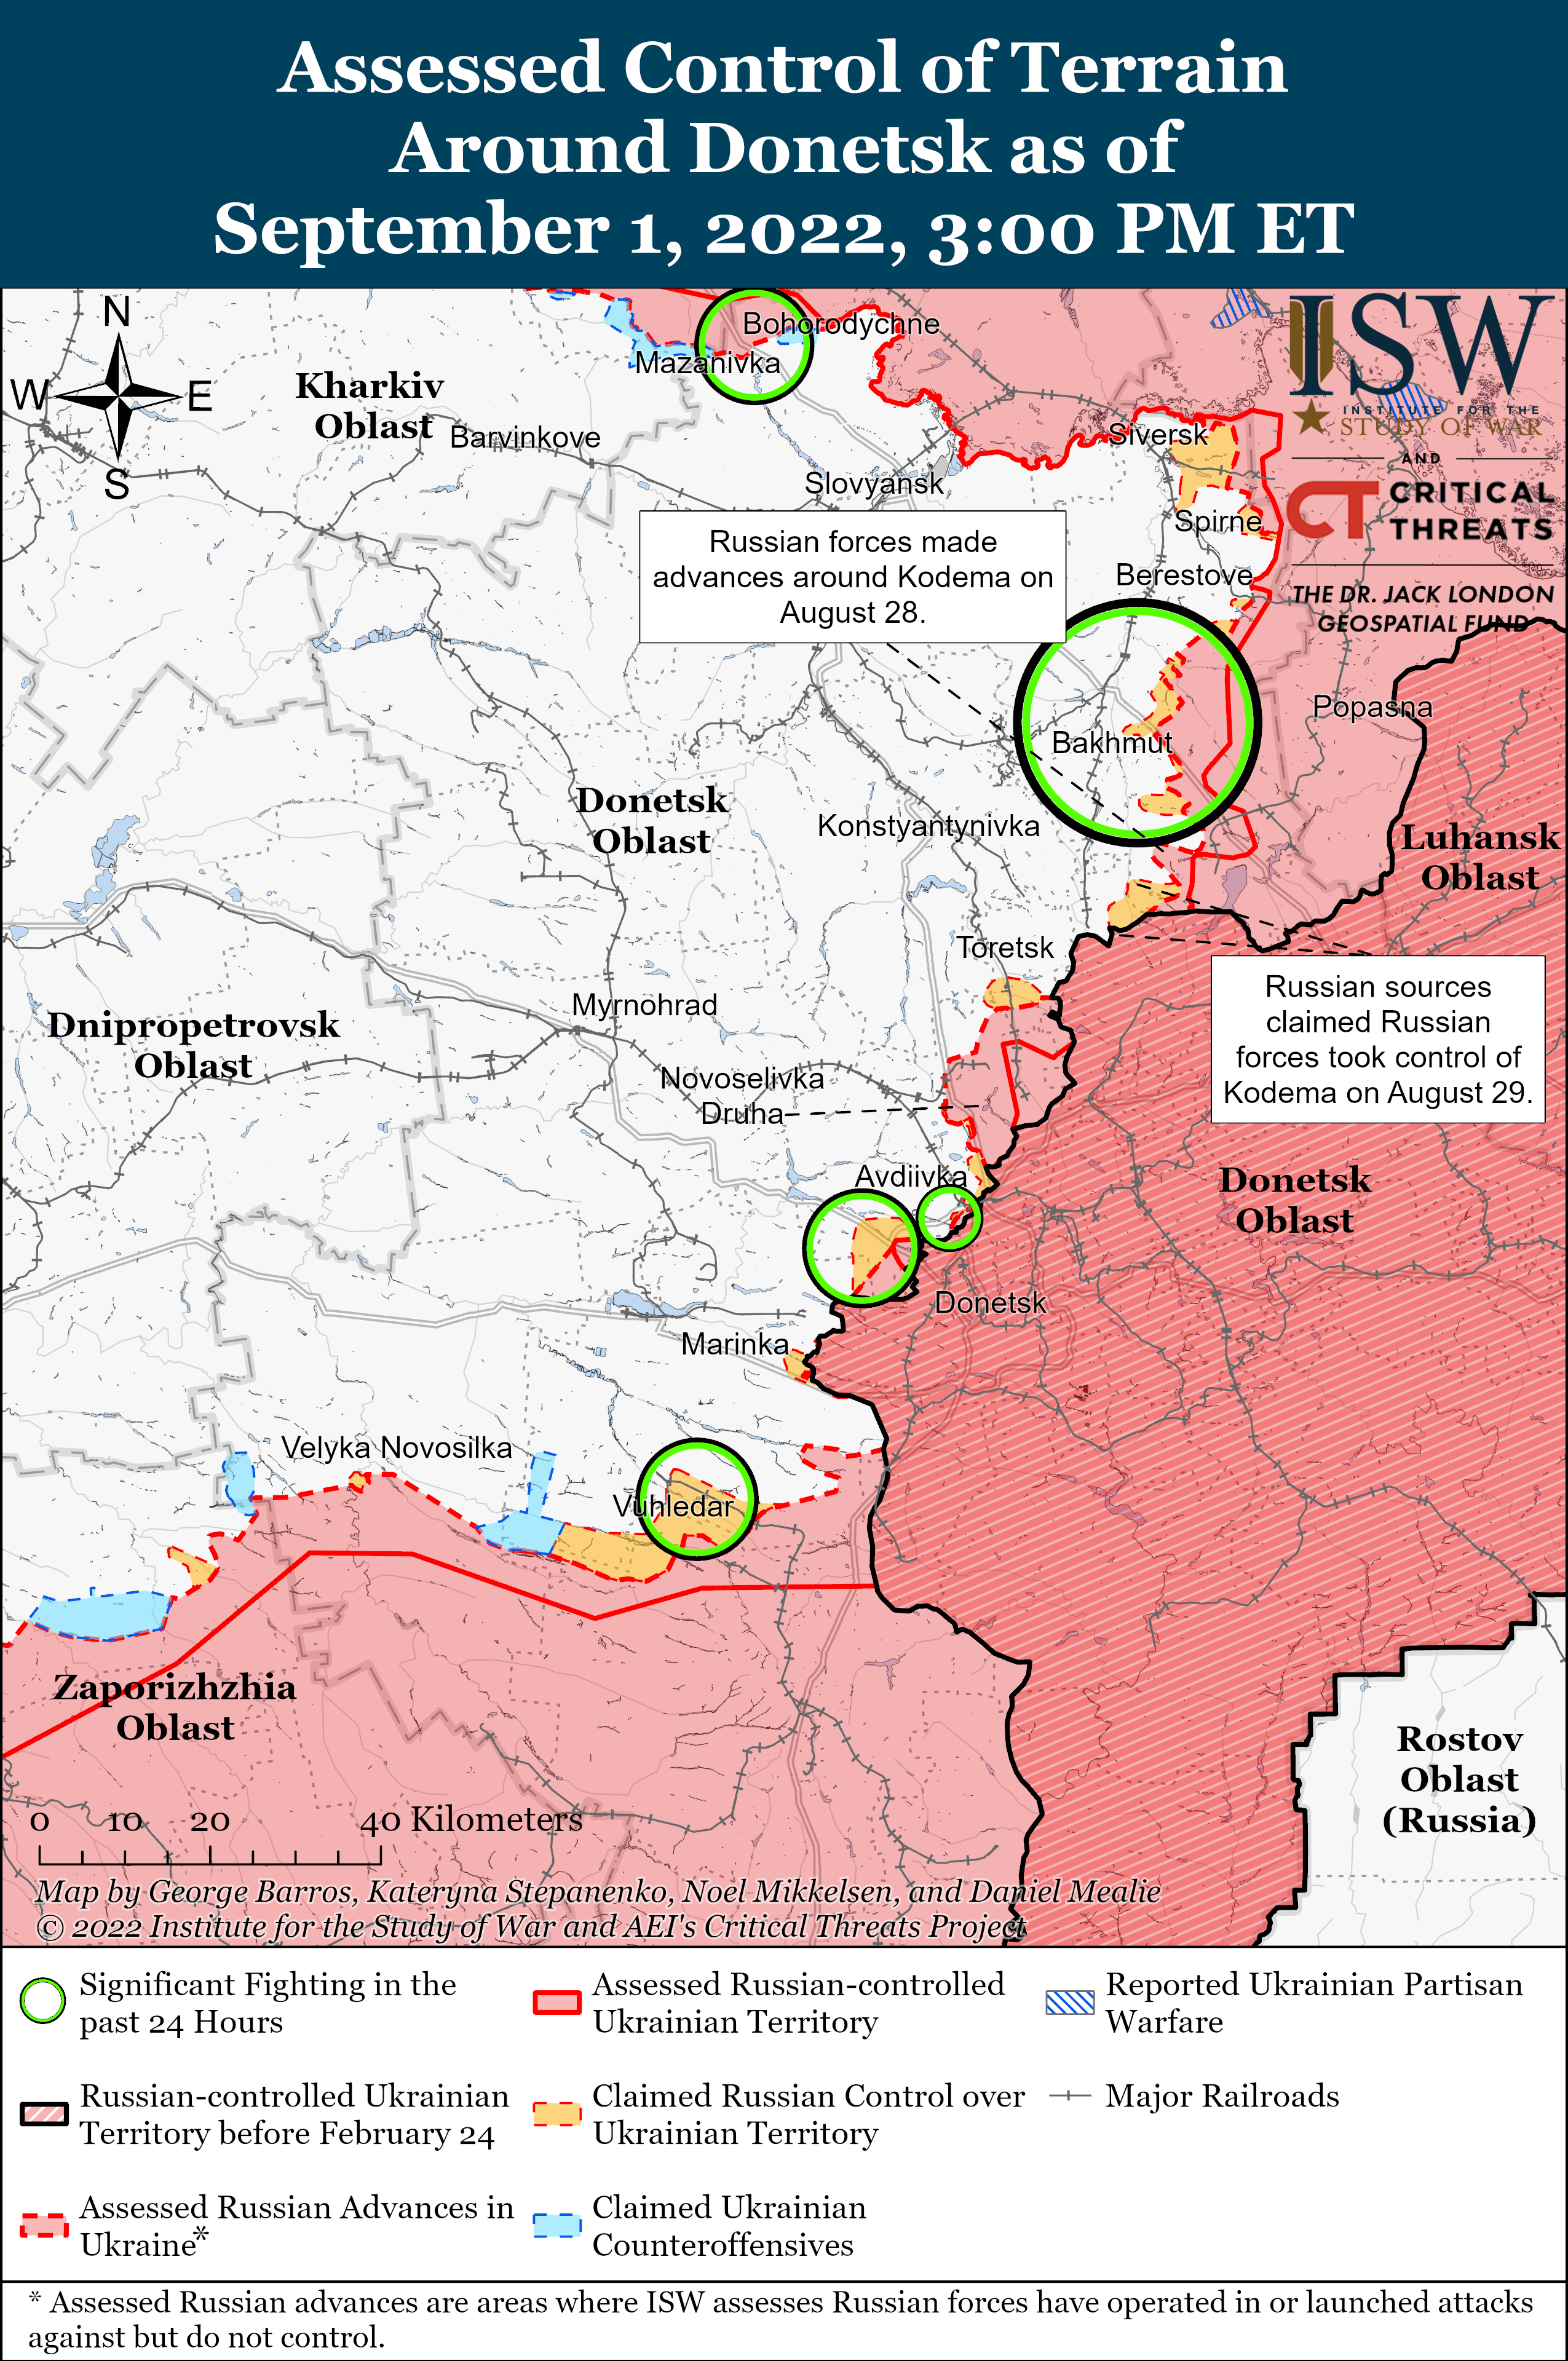 Assessed Control of Terrain
Around Donetsk as of
September 1, 2022, 3:00 PM ET
N
W
E
S
Kharkiv
Oblast
Barvinkove
Bohorodychne
Mazanivka
Slovyansk
Siversk
Spirne
Berestove
ISW
INSTITUTE FOR THE
STUDY OF WAR
AND
CT CRITICAL
THREATS
THE DR. JACK LONDON
GEOSPATIAL FUND
Russian forces made
advances around Kodema on
August 28.
Popasna
Bakhmut
Donetsk
Oblast
Konstyantynivka
Luhansk
Oblast
Toretsk
Myrnohrad
Dnipropetrovsk
Oblast
Russian sources
claimed Russian
forces took control of
Kodema on August 29.
Novoselivka
Druha
Avdiivka
Donetsk
Oblast
Donetsk
Marinka
Velyka Novosilka
Vuhledar
Zaporizhzhia
Oblast
Rostov
Oblast
(Russia)
0 10 20 40 Kilometers
Map by George Barros, Kateryna Stepanenko, Noel Mikkelsen, and Daniel Mealie
© 2022 Institute for the Study of War and AEI's Critical Threats Project
Significant Fighting in the
past 24 Hours
Russian-controlled Ukrainian
Territory before February 24
Assessed Russian Advances in
Ukraine*
Assessed Russian-controlled
Ukrainian Territory
Claimed Russian Control over
Ukrainian Territory
Claimed Ukrainian
Counteroffensives
Reported Ukrainian Partisan
Warfare
Major Railroads
* Assessed Russian advances are areas where ISW assesses Russian forces have operated in or launched attacks
against but do not control.